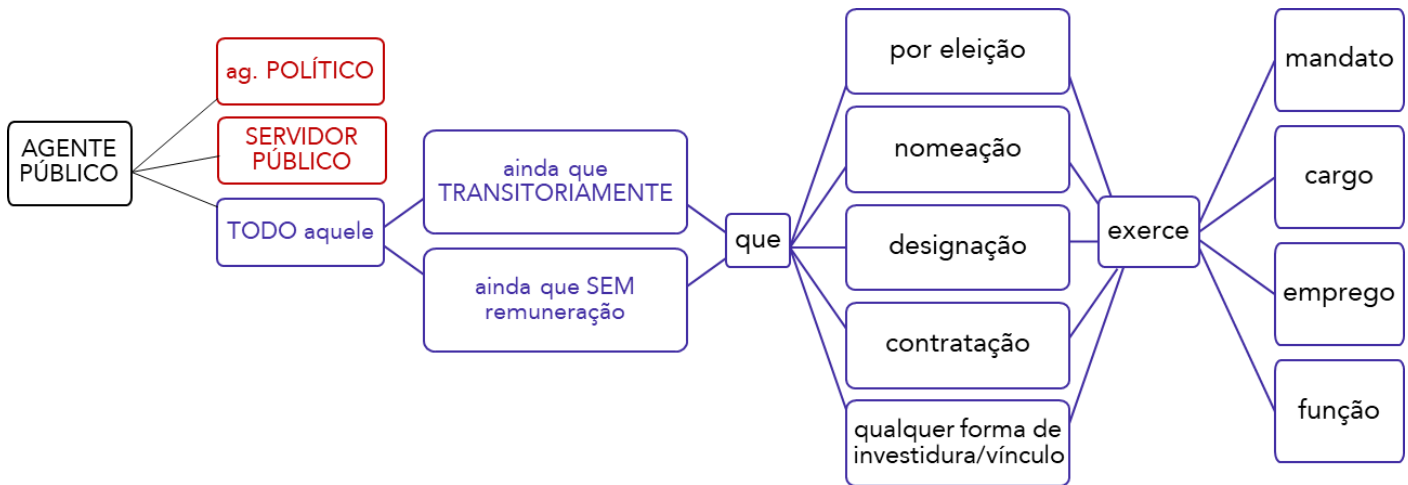 AGENTE
PÚBLICO
ag. POLÍTICO
SERVIDOR
PÚBLICO
TODO aquele
ainda que
TRANSITORIAMENTE
ainda que SEM
remuneração
que
por eleição
nomeação
designação
contratação
qualquer forma de
investidura/vínculo
exerce
mandato
cargo
emprego
função